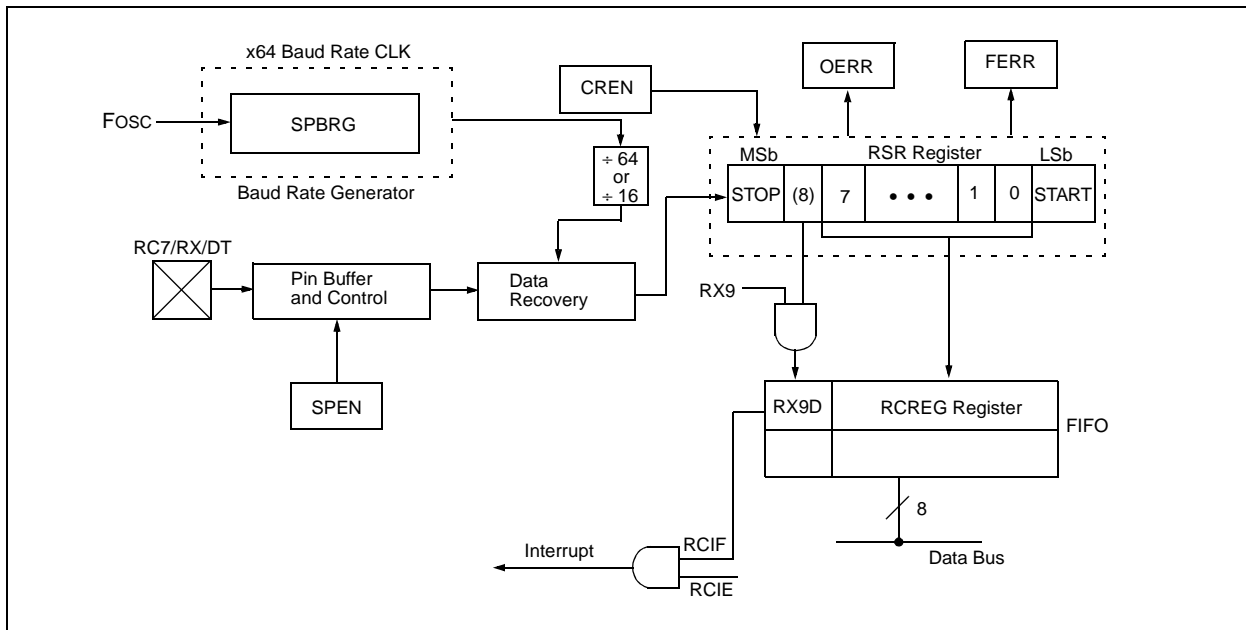 x64 Baud Rate CLK
FOSC
SPBRG
Baud Rate Generator
CREN
OERR
FERR
÷ 64
or
÷ 16
MSb
RSR Register
LSb
STOP
(8)
7
• • •
1
0
START
RC7/RX/DT
Pin Buffer
and Control
Data
Recovery
SPEN
RX9
RX9D
RCREG Register
FIFO
8
Data Bus
Interrupt
RCIF
RCIE